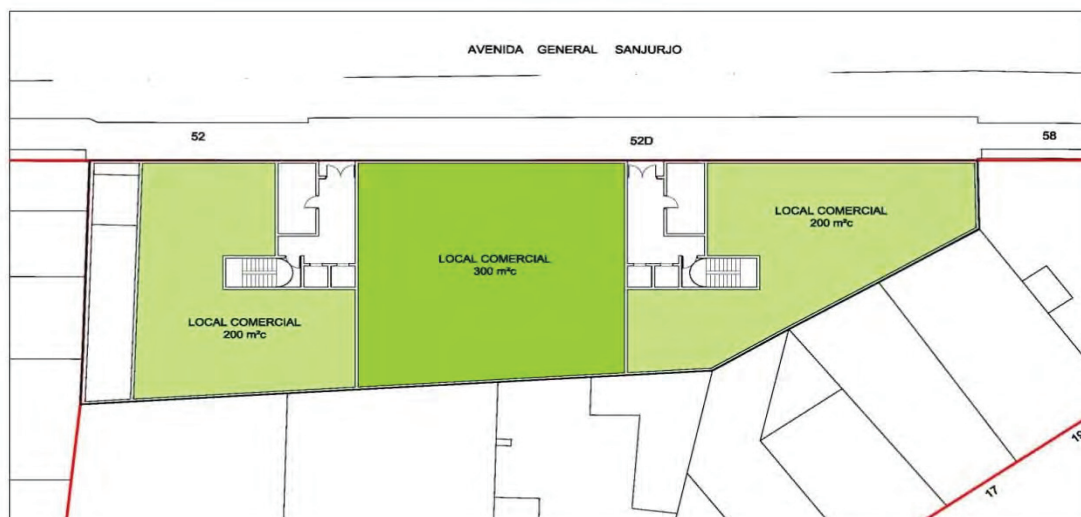 AVENIDA GENERAL SANJURJO
52
52D
58
LOCAL COMERCIAL
200 m²c
LOCAL COMERCIAL
300 m²c
LOCAL COMERCIAL
200 m²c
17